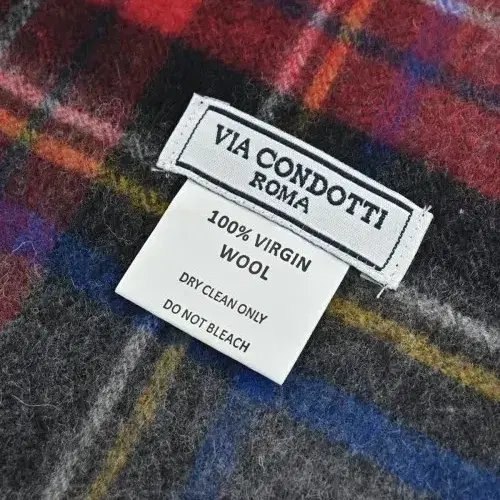 VIA CONDOTTI
ROMA
100% VIRGIN
WOOL
DRY CLEAN ONLY
DO NOT BLEACH